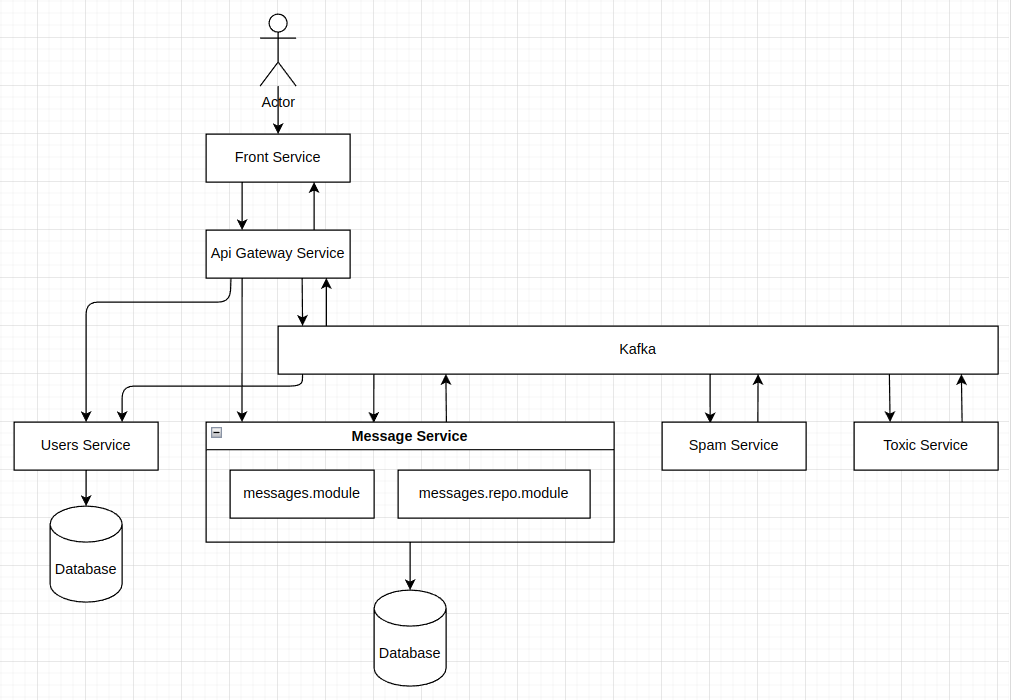 Actor
Front Service
Api Gateway Service
Kafka
Users Service
Message Service
Spam Service
Toxic Service
messages.module
messages.repo.module
Database
Database